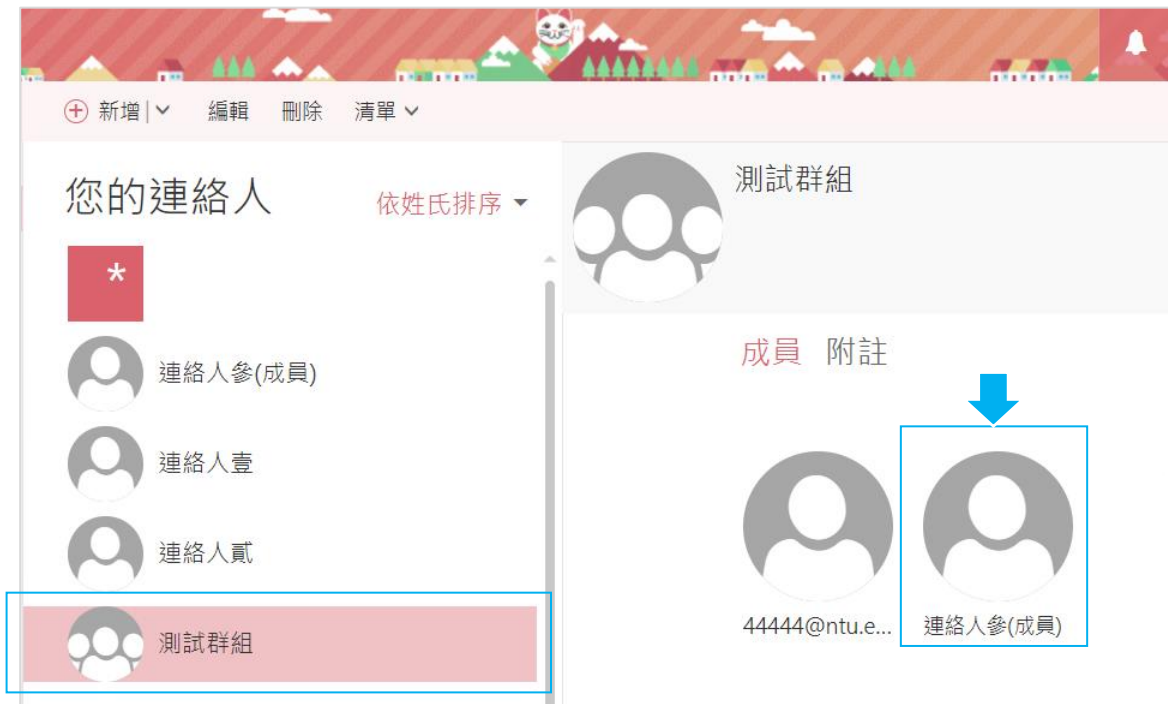 新增 編輯 刪除 清單
您的連絡人
依姓氏排序
*
連絡人參(成員)
連絡人壹
連絡人貳
測試群組
測試群組
成員 附註
44444@ntu.e...
連絡人參(成員)